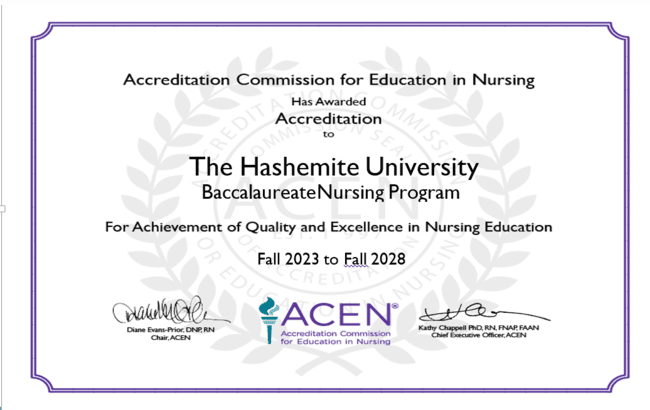 Accreditation Commission for Education in Nursing
Has Awarded
Accreditation
to
The Hashemite University
BaccalaureateNursing Program
For Achievement of Quality and Excellence in Nursing Education
Fall 2023 to Fall 2028
Diane Evans-Prior, DNP, RN
Chair, ACEN
ACEN®
Accreditation Commission
for Education in Nursing
Kathy Chappell PhD, RN, FNAP, FAAN
Chief Executive Officer, ACEN